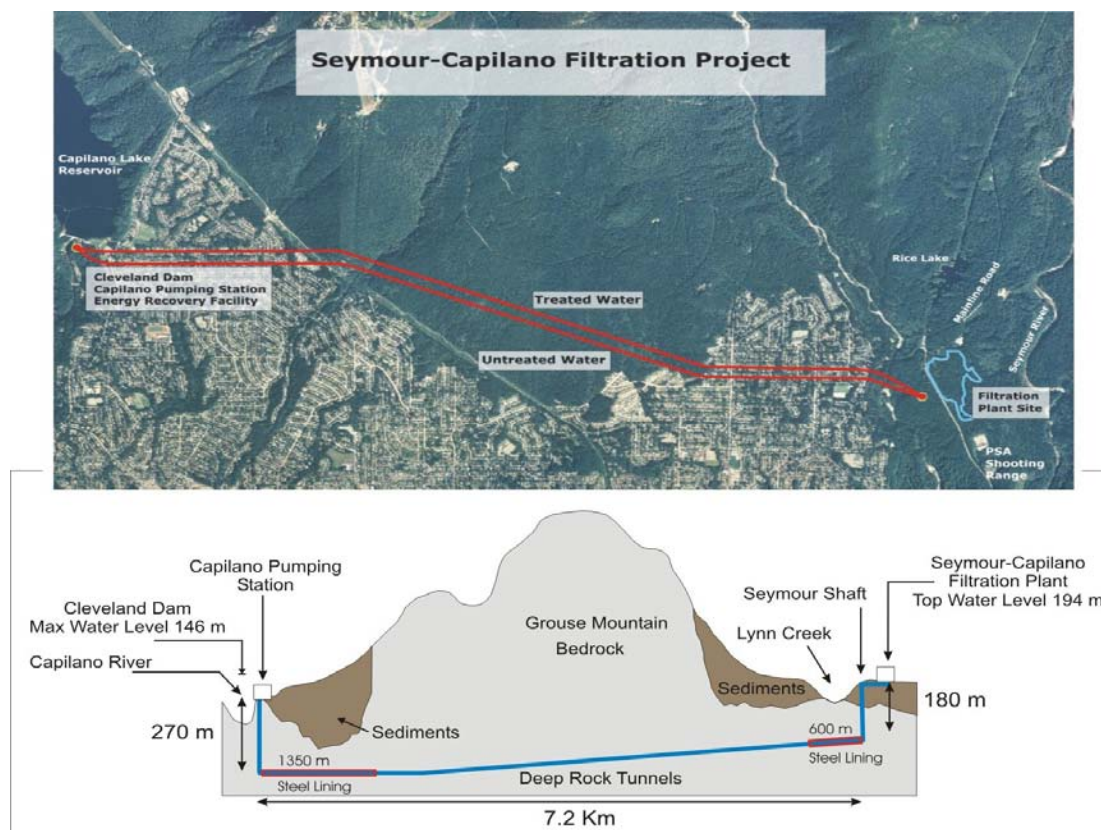 Seymour-Capilano Filtration Project
Capilano Lake
Reservoir
Cleveland Dam
Capilano Pumping Station
Energy Recovery Facility
Treated Water
Untreated Water
Rice Lake
Mainline Road
Seymour River
Filtration
Plant Site
PSA
Shooting
Range
Capilano Pumping
Station
Cleveland Dam
Max Water Level 146 m
Capilano River
270 m
Sediments
1350 m
Steel Lining
Grouse Mountain
Bedrock
Deep Rock Tunnels
7.2 Km
Seymour-Capilano
Filtration Plant
Top Water Level 194 m
Seymour Shaft
Lynn Creek
Sediments
180 m
600 m
Steel Lining